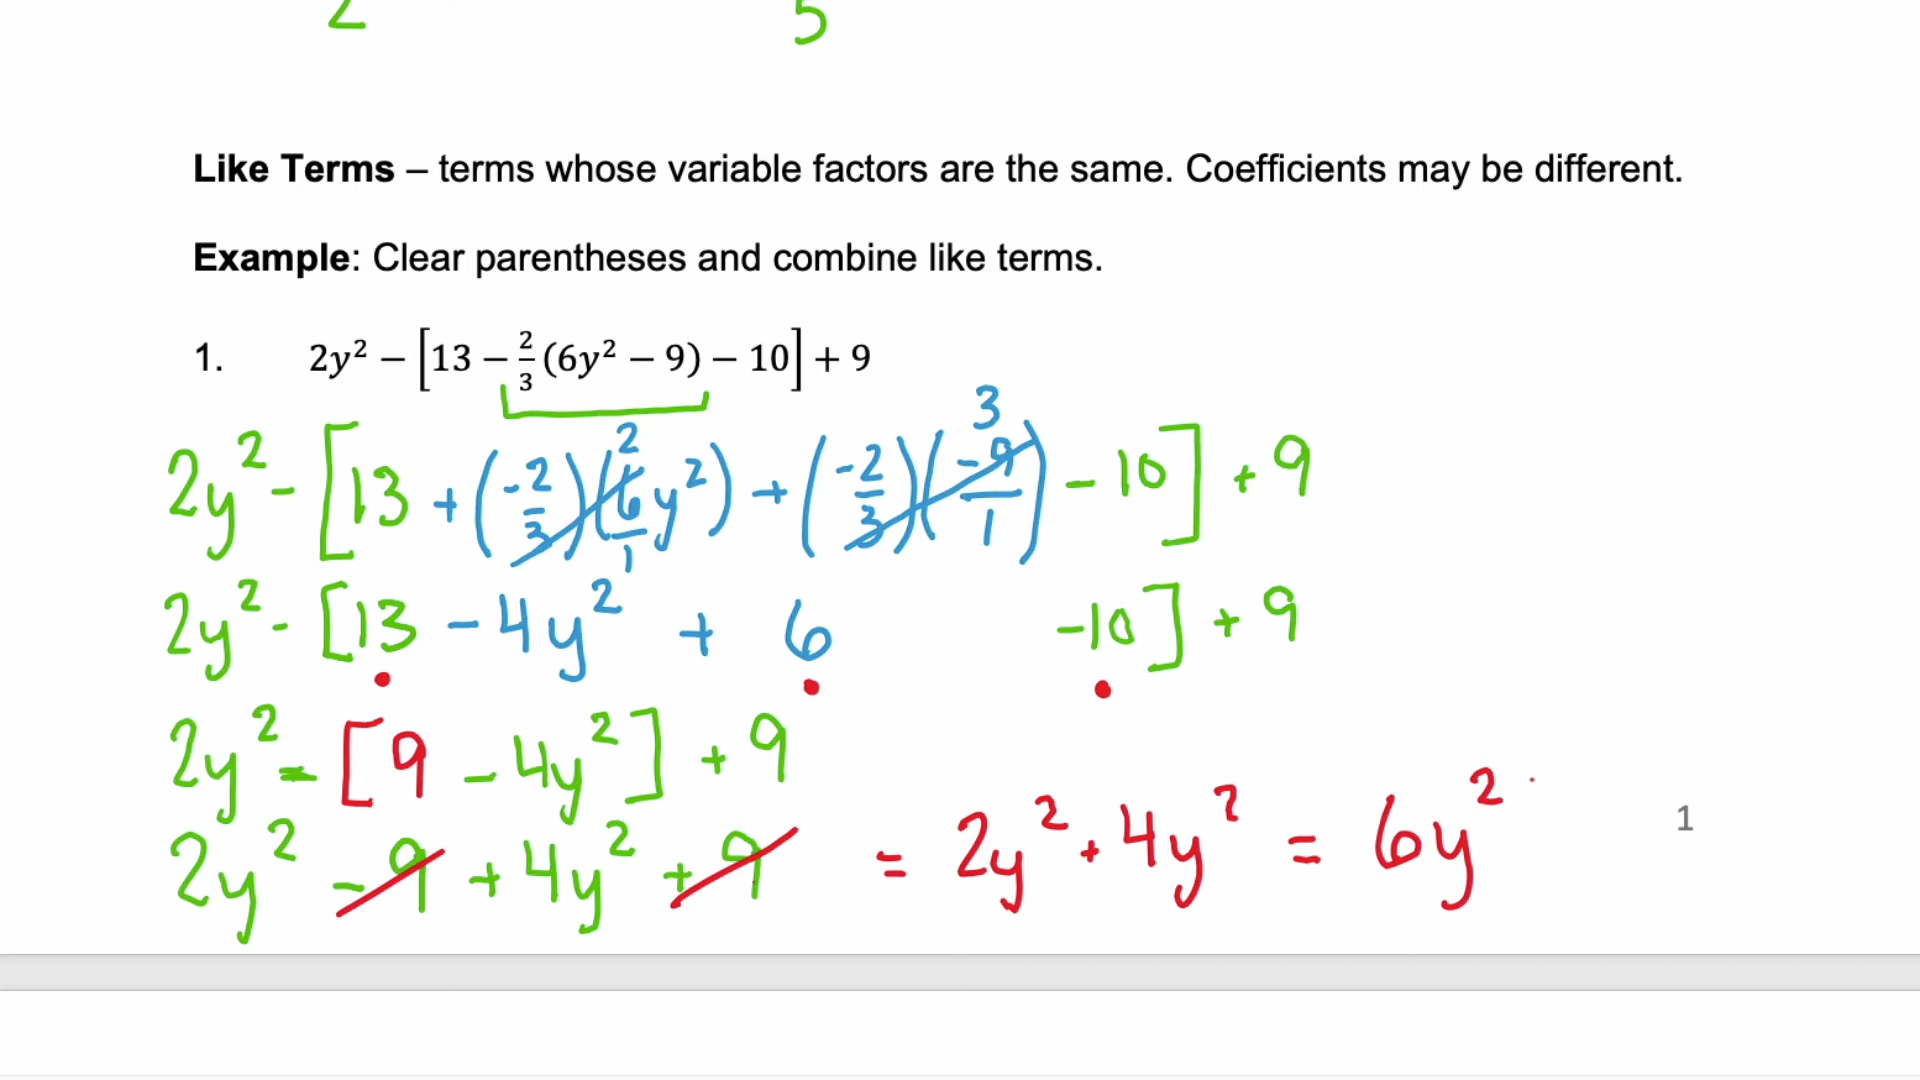 2 5
Like Terms – terms whose variable factors are the same. Coefficients may be different.
Example: Clear parentheses and combine like terms.
1. 2y² − [13 − 2/3 (6y² − 9) − 10] + 9
2 3
2y² - [13 + (-2/3)(6/1 y²) + (-2/3)(-9/1) - 10] + 9
2y² - [13 - 4y² + 6 -10] + 9
2y² - [9 - 4y²] + 9
2y² - 9 + 4y² + 9 = 2y² + 4y² = 6y²
1